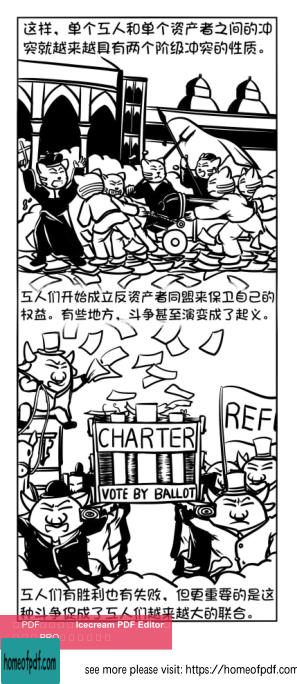 这样，单个互人和单个资产者之间的冲
突就越来越具有两个阶级冲突的性质。
互人们开始成立反资产者同盟来保卫自己的
权益。有些地方，斗争甚至演变成了起义。
REF
CHARTER
VOTE BY BALLOT
互人们有胜利也有失败，但更重要的是这
种斗争促成了互人们越来越大的联合。
PDF Icecream PDF Editor
PRO
homeofpdf.com
see more please visit: https://homeofpdf.com